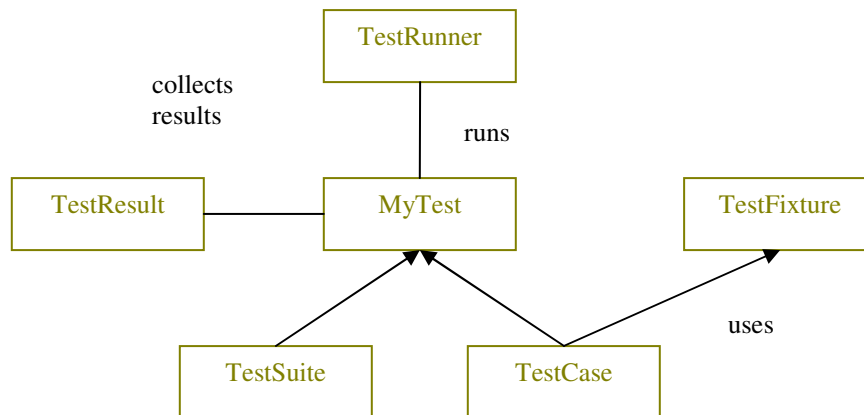 TestRunner
collects
results
runs
TestResult
MyTest
TestFixture
uses
TestSuite
TestCase